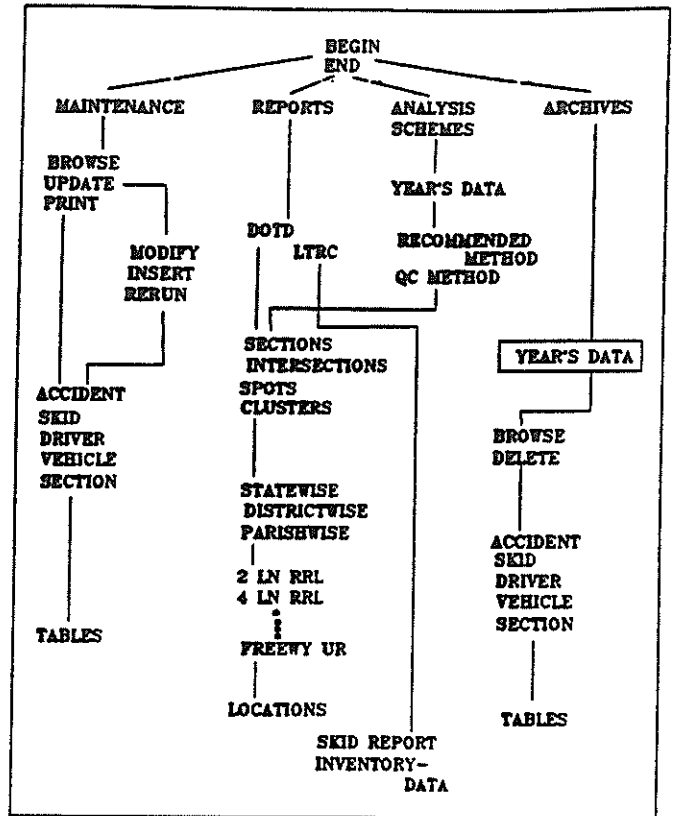 BEGIN
END
MAINTENANCE
REPORTS
ANALYSIS
SCHEMES
ARCHIVES
BROWSE
UPDATE
PRINT
MODIFY
INSERT
RERUN
ACCIDENT
SKID
DRIVER
VEHICLE
SECTION
TABLES
DOTD
LTRC
YEAR'S DATA
RECOMMENDED
METHOD
QC METHOD
SECTIONS
INTERSECTIONS
SPOTS
CLUSTERS
STATEWISE
DISTRICTWISE
PARISHWISE
2 LN RRL
4 LN RRL
FREEWY UR
LOCATIONS
SKID REPORT
INVENTORY-
DATA
YEAR'S DATA
BROWSE
DELETE
ACCIDENT
SKID
DRIVER
VEHICLE
SECTION
TABLES